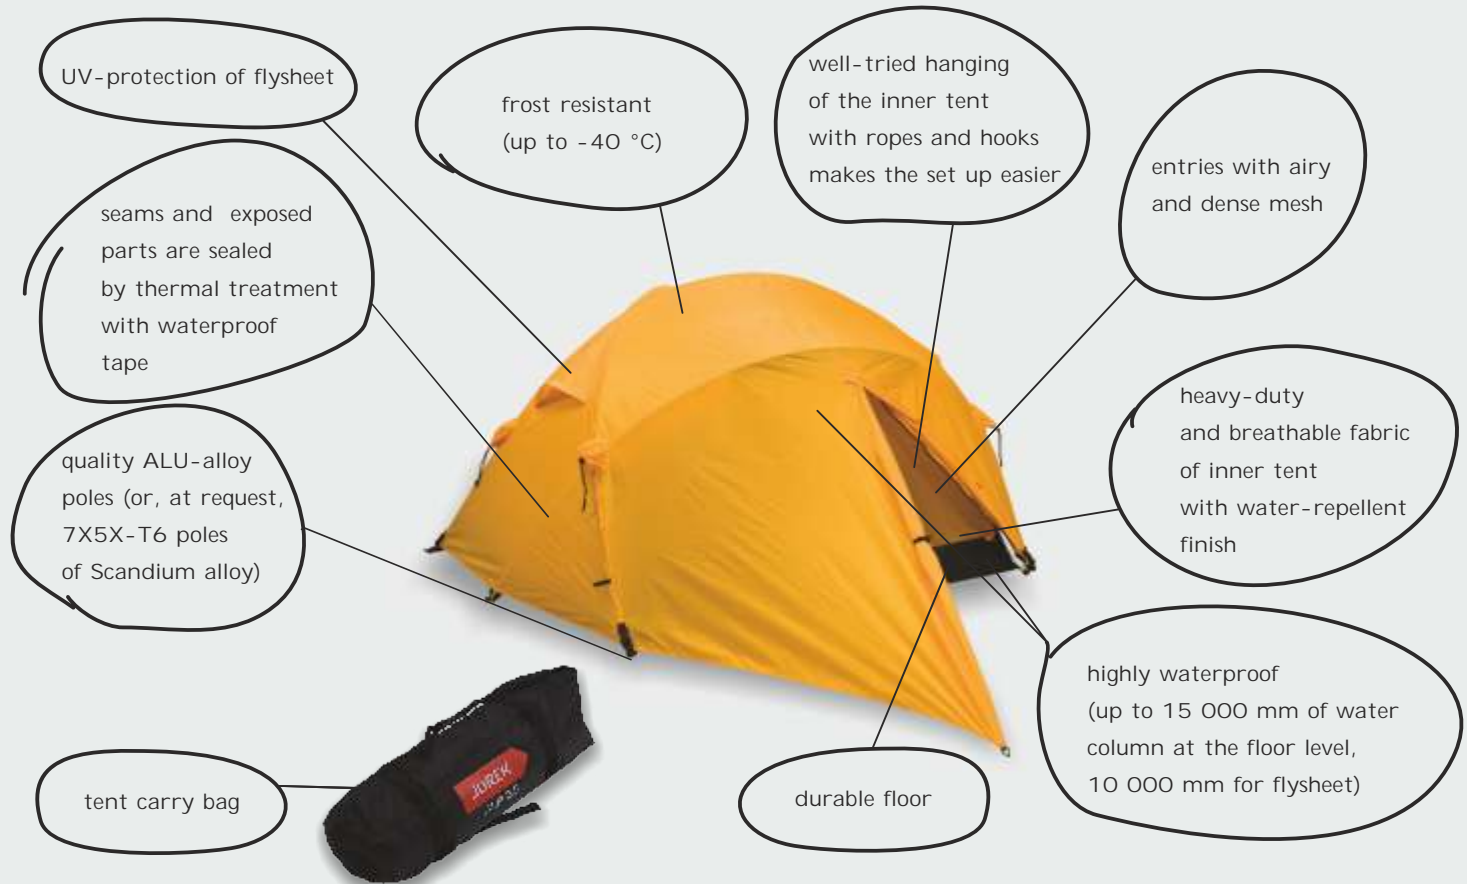 UV-protection of flysheet
frost resistant
(up to -40 °C)
well-tried hanging
of the inner tent
with ropes and hooks
makes the set up easier
entries with airy
and dense mesh
seams and  exposed
parts are sealed
by thermal treatment
with waterproof
tape
heavy-duty
and breathable fabric
of inner tent
with water-repellent
finish
quality ALU-alloy
poles (or, at request,
7X5X-T6 poles
of Scandium alloy)
highly waterproof
(up to 15 000 mm of water
column at the floor level,
10 000 mm for flysheet)
tent carry bag
JUREK
durable floor